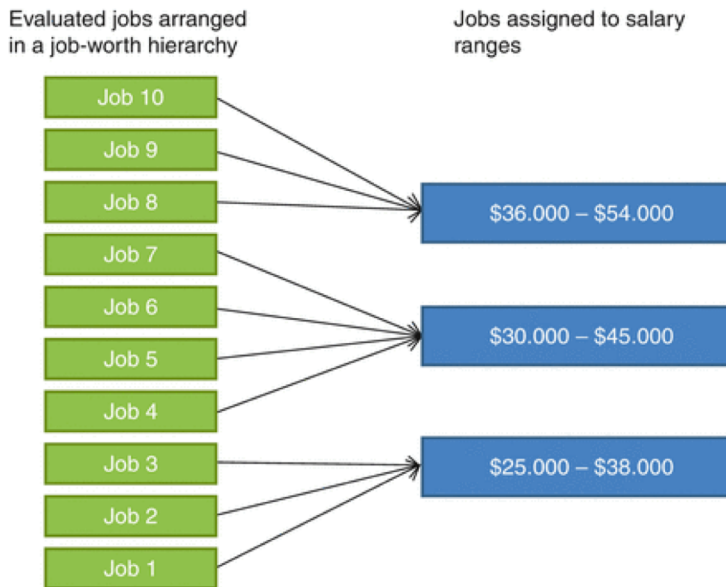 Evaluated jobs arranged
in a job-worth hierarchy
Jobs assigned to salary
ranges
Job 10
Job 9
Job 8
Job 7
Job 6
Job 5
Job 4
Job 3
Job 2
Job 1
$36.000 – $54.000
$30.000 – $45.000
$25.000 – $38.000